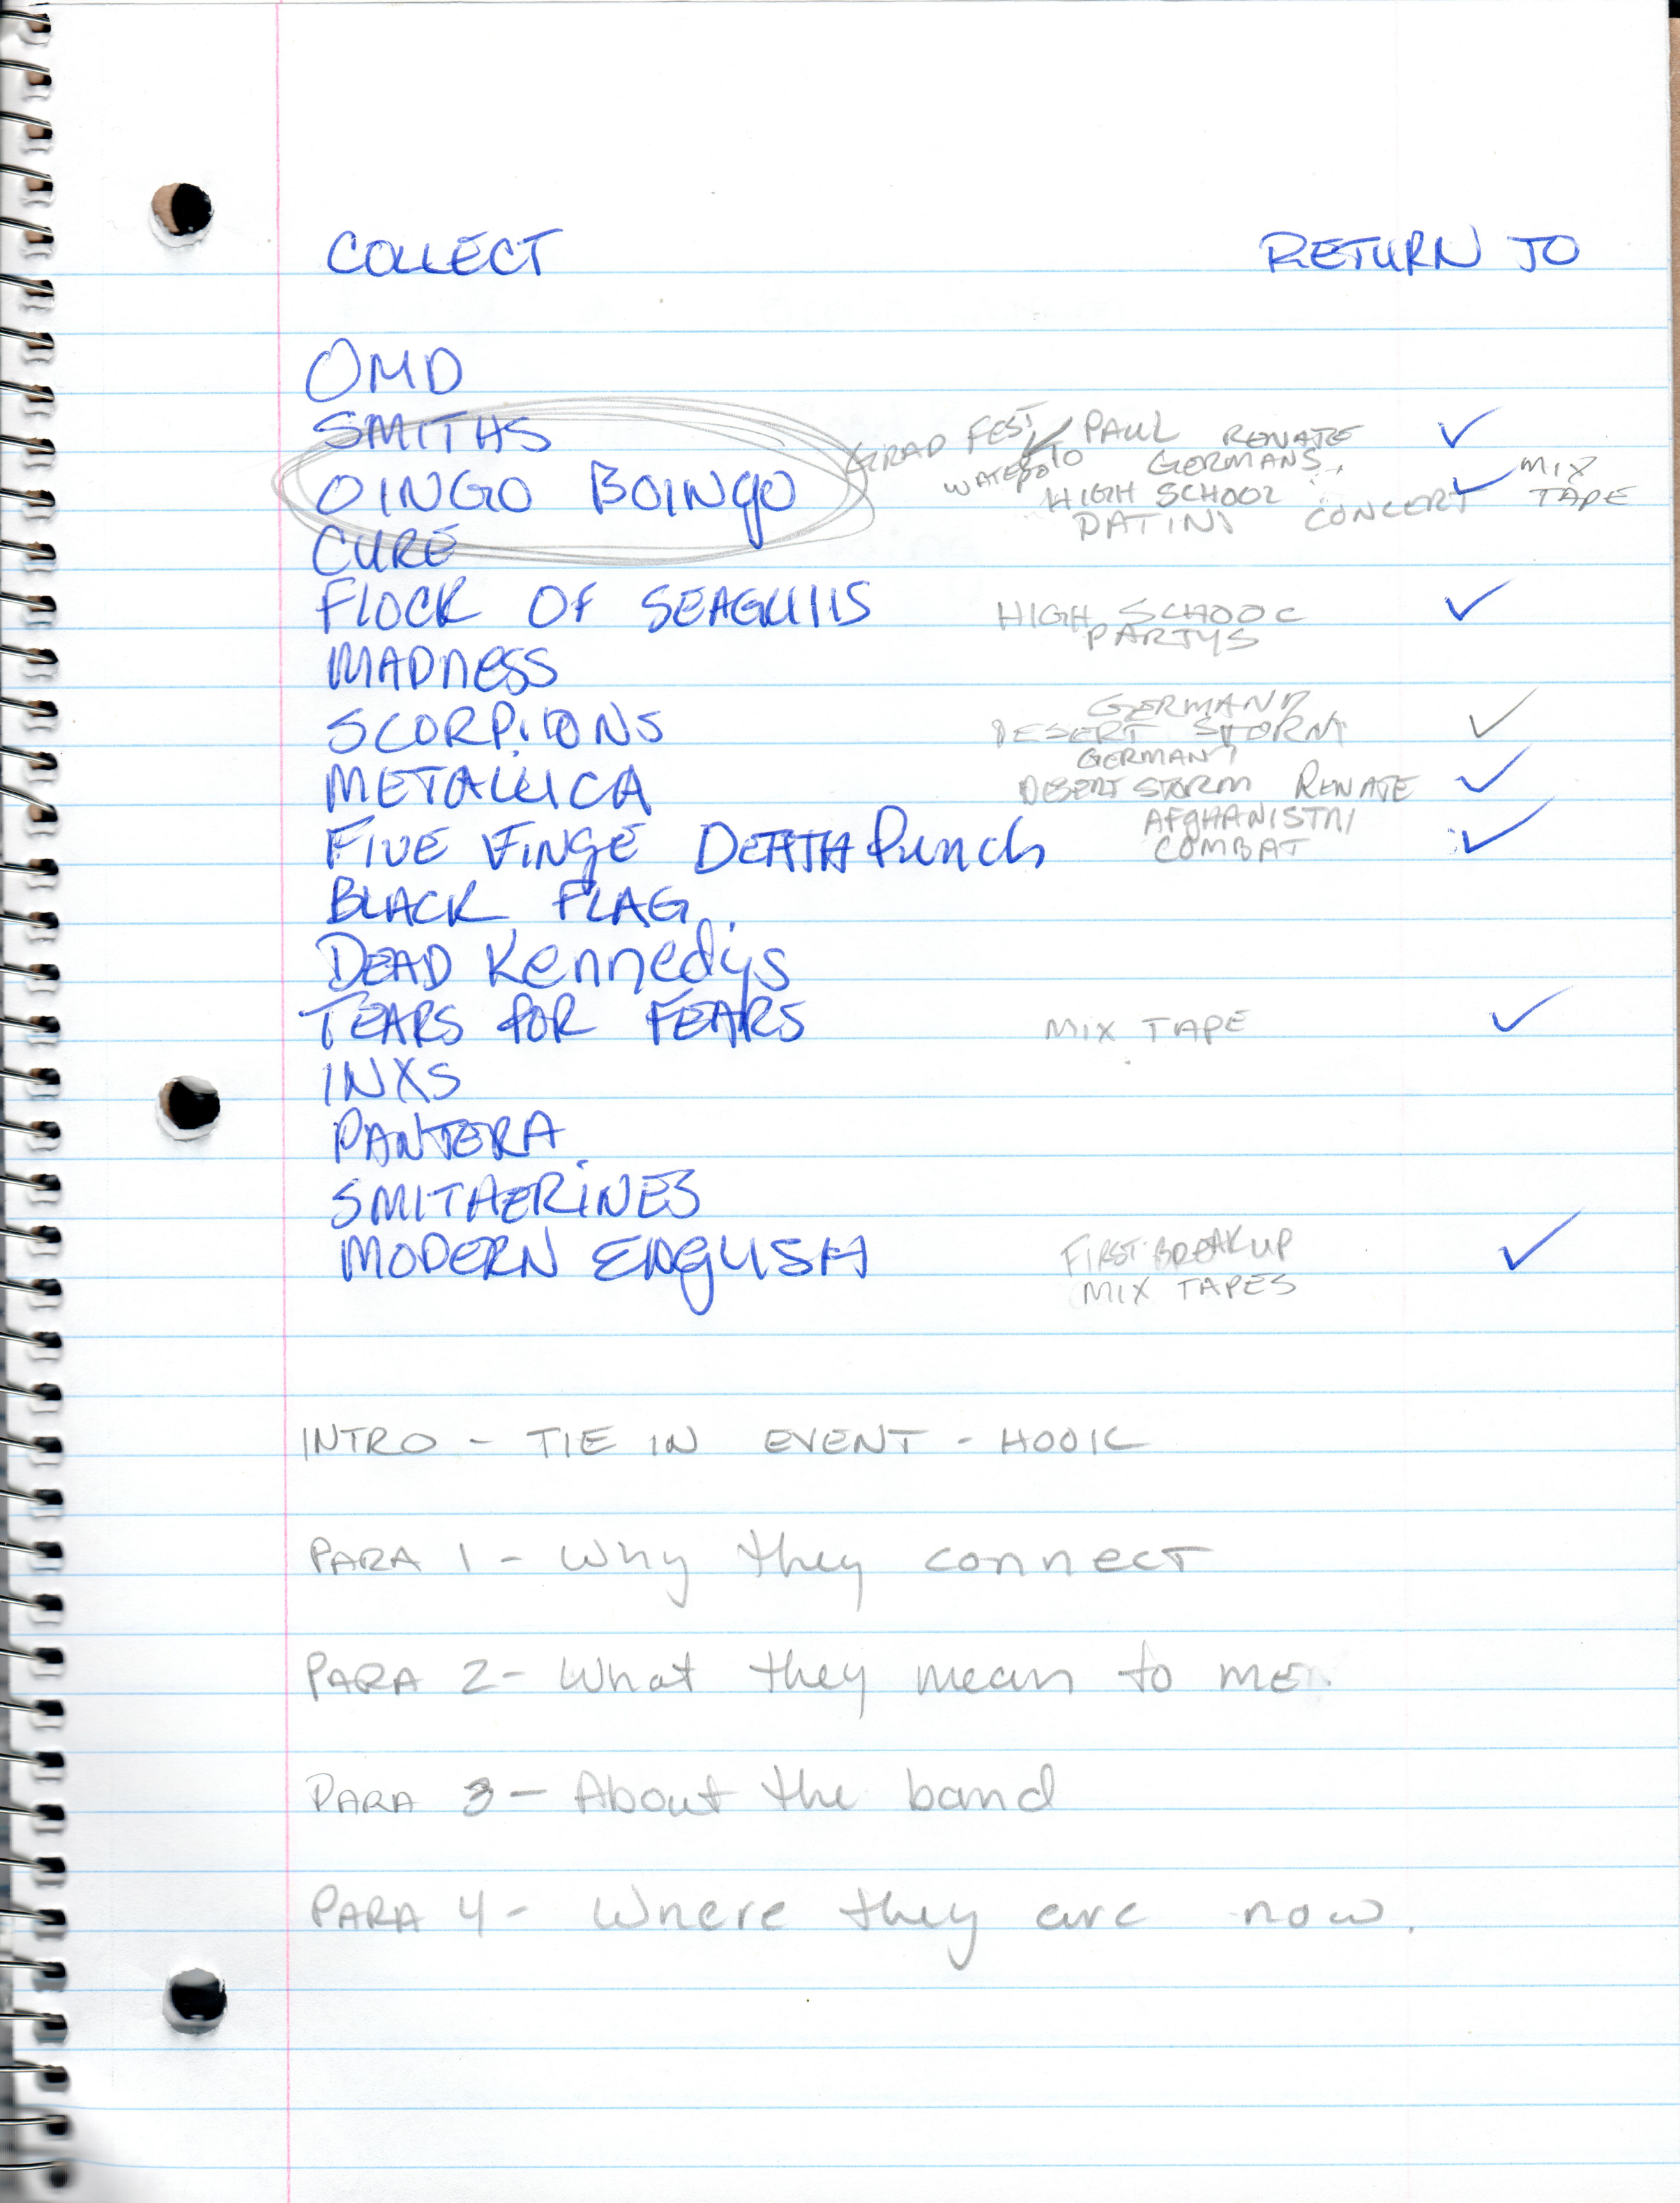 COLLECT RETURN TO
OMD
SMITHS GRAD FEST PAUL RENATE
WATERPOLO GERMANS MIX
OINGO BOINGO HIGH SCHOOL CONCERT TAPE
CURE
FLOCK OF SEAGULLS HIGH SCHOOL
PARTYS
MADNESS
GERMANY
SCORPIONS DESERT STORM
GERMANY
METALLICA DESERT STORM RENATE
AFGHANISTN
FIVE FINGE DEATH Punch COMBAT
BLACK FLAG
DEAD Kennedys
TEARS FOR FEARS MIX TAPE
INXS
PANTERA
SMITHERINES
MODERN ENGLISH FIRST BREAKUP
MIX TAPES
INTRO - TIE IN EVENT - HOOK
PARA 1 - Why they connect
PARA 2 - What they mean to me
PARA 3 - About the band
PARA 4 - Where they are now.